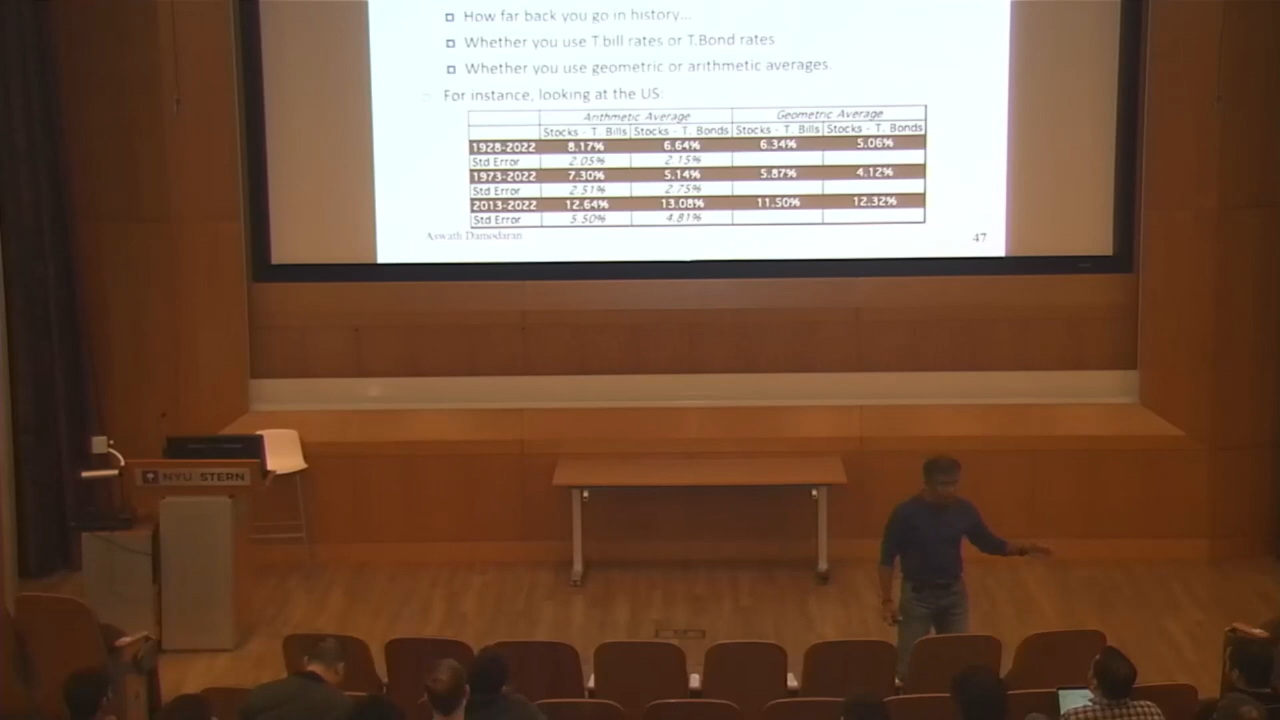 How far back you go in history...
Whether you use T.bill rates or T.Bond rates
Whether you use geometric or arithmetic averages.
For instance, looking at the US:
Arithmetic Average Geometric Average
Stocks - T. Bills Stocks - T. Bonds Stocks - T. Bills Stocks - T. Bonds
1928-2022 8.17% 6.64% 6.34% 5.06%
Std Error 2.05% 2.15%
1973-2022 7.30% 5.14% 5.87% 4.12%
Std Error 2.51% 2.75%
2013-2022 12.64% 13.08% 11.50% 12.32%
Std Error 5.50% 4.81%
Aswath Damodaran 47
NYU STERN